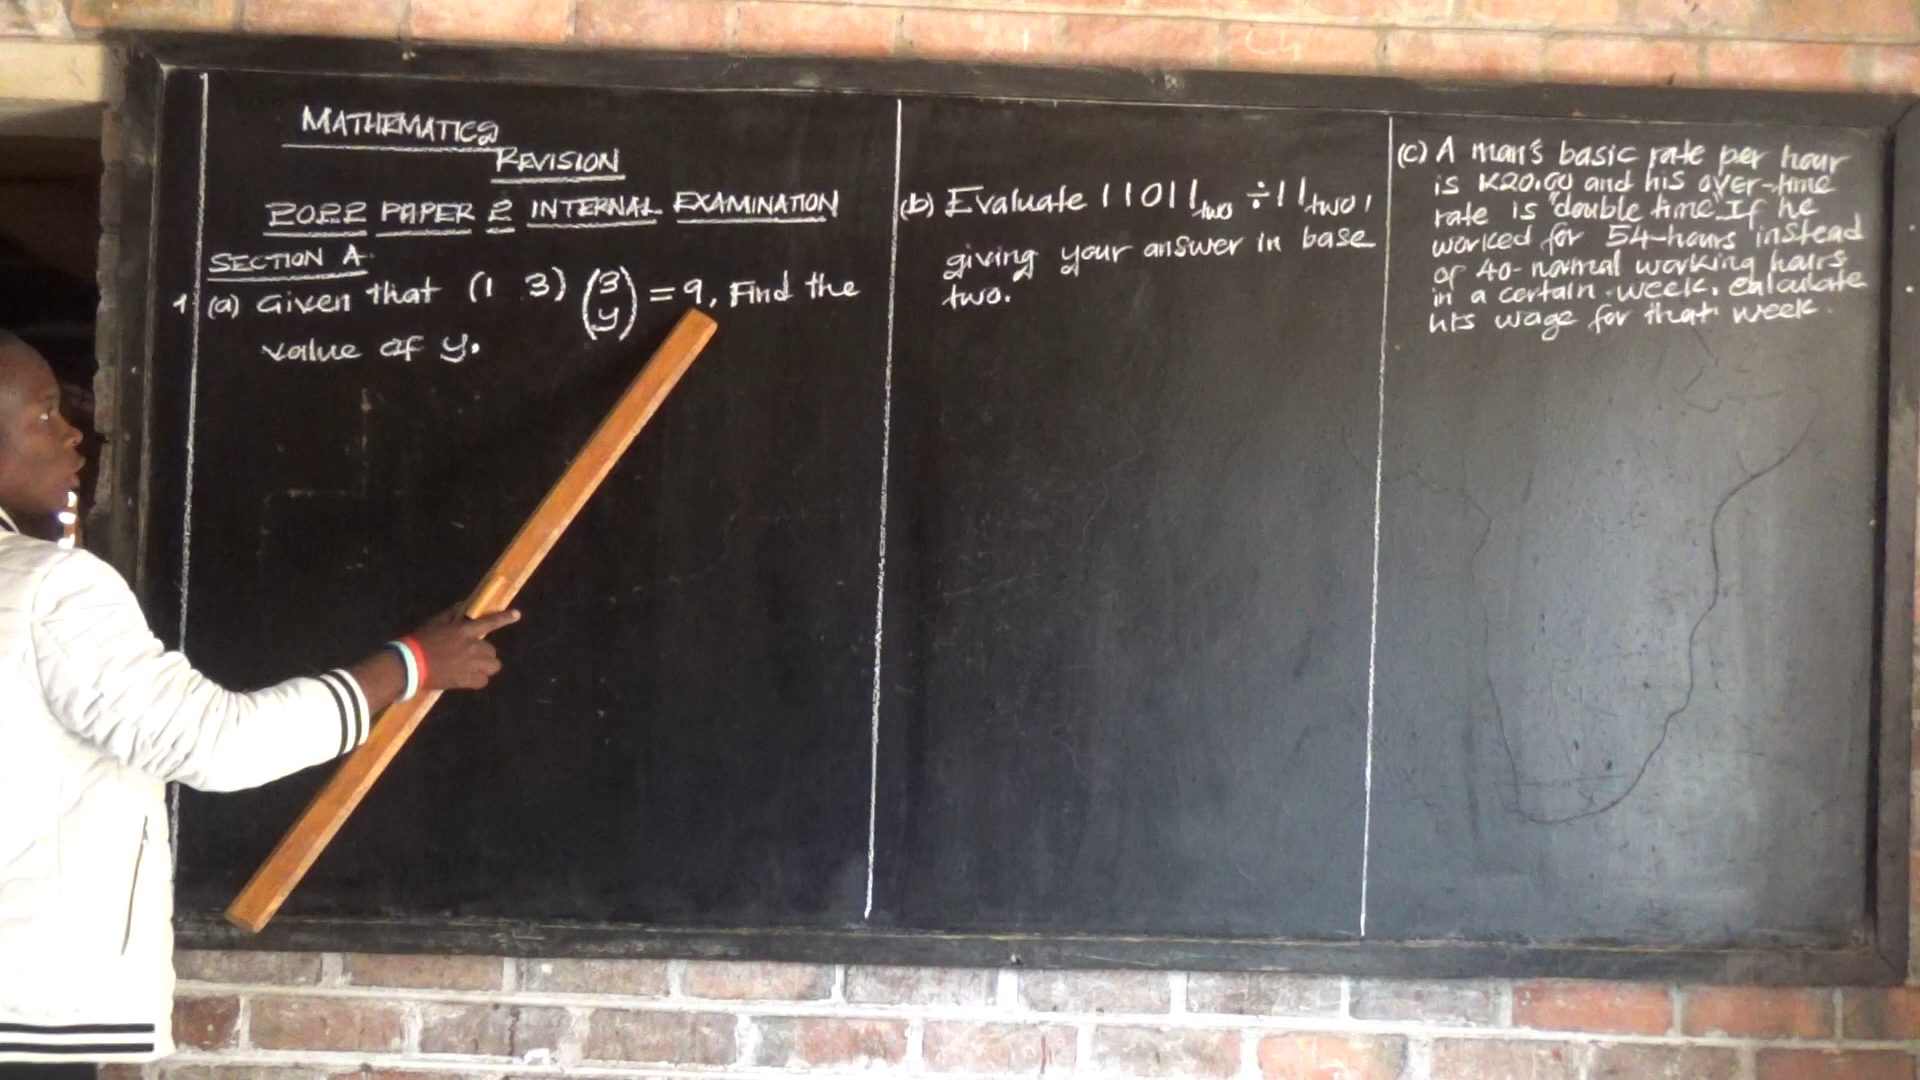 MATHEMATICS
REVISION
2022 PAPER 2 INTERNAL EXAMINATION
SECTION A
1 (a) Given that (1 3) (3 y) = 9, Find the
value of y.
(b) Evaluate 11011two ÷ 11two,
giving your answer in base
two.
(c) A man's basic rate per hour
is K20.00 and his over-time
rate is "double time". If he
worked for 54-hours instead
of 40-normal working hours
in a certain week. calculate
his wage for that week.